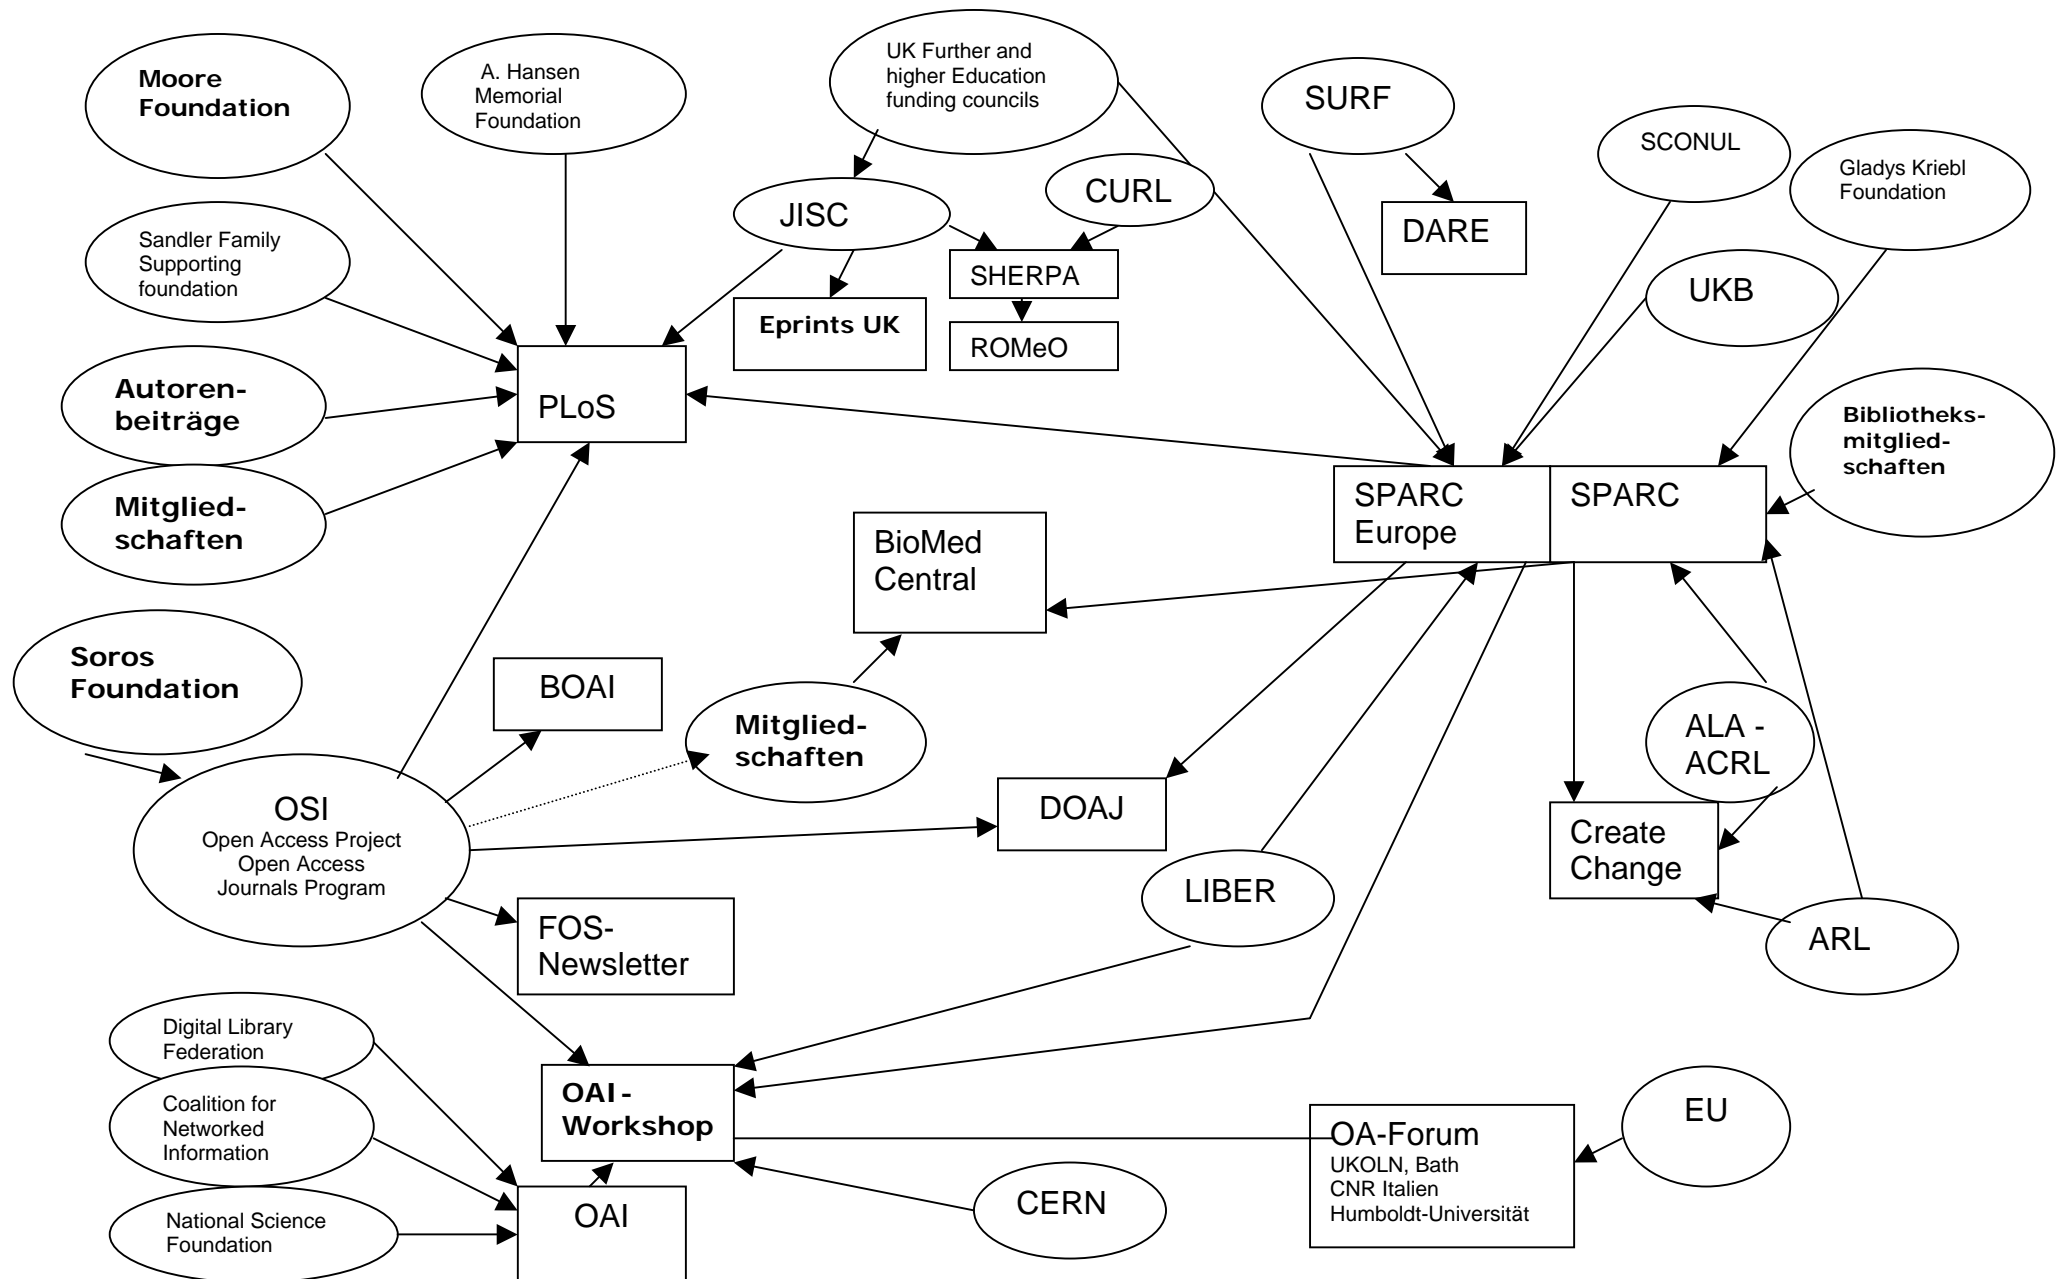 Moore
Foundation
A. Hansen
Memorial
Foundation
UK Further and
higher Education
funding councils
SURF
SCONUL
Gladys Kriebl
Foundation
JISC
CURL
DARE
Sandler Family
Supporting
foundation
SHERPA
UKB
Eprints UK
ROMeO
Autoren-
beiträge
PLoS
Bibliotheks-
mitglied-
schaften
Mitglied-
schaften
SPARC
Europe
SPARC
BioMed
Central
Soros
Foundation
BOAI
Mitglied-
schaften
ALA -
ACRL
OSI
Open Access Project
Open Access
Journals Program
DOAJ
Create
Change
LIBER
FOS-
Newsletter
ARL
Digital Library
Federation
Coalition for
Networked
Information
OAI-
Workshop
EU
OA-Forum
UKOLN, Bath
CNR Italien
Humboldt-Universität
CERN
National Science
Foundation
OAI